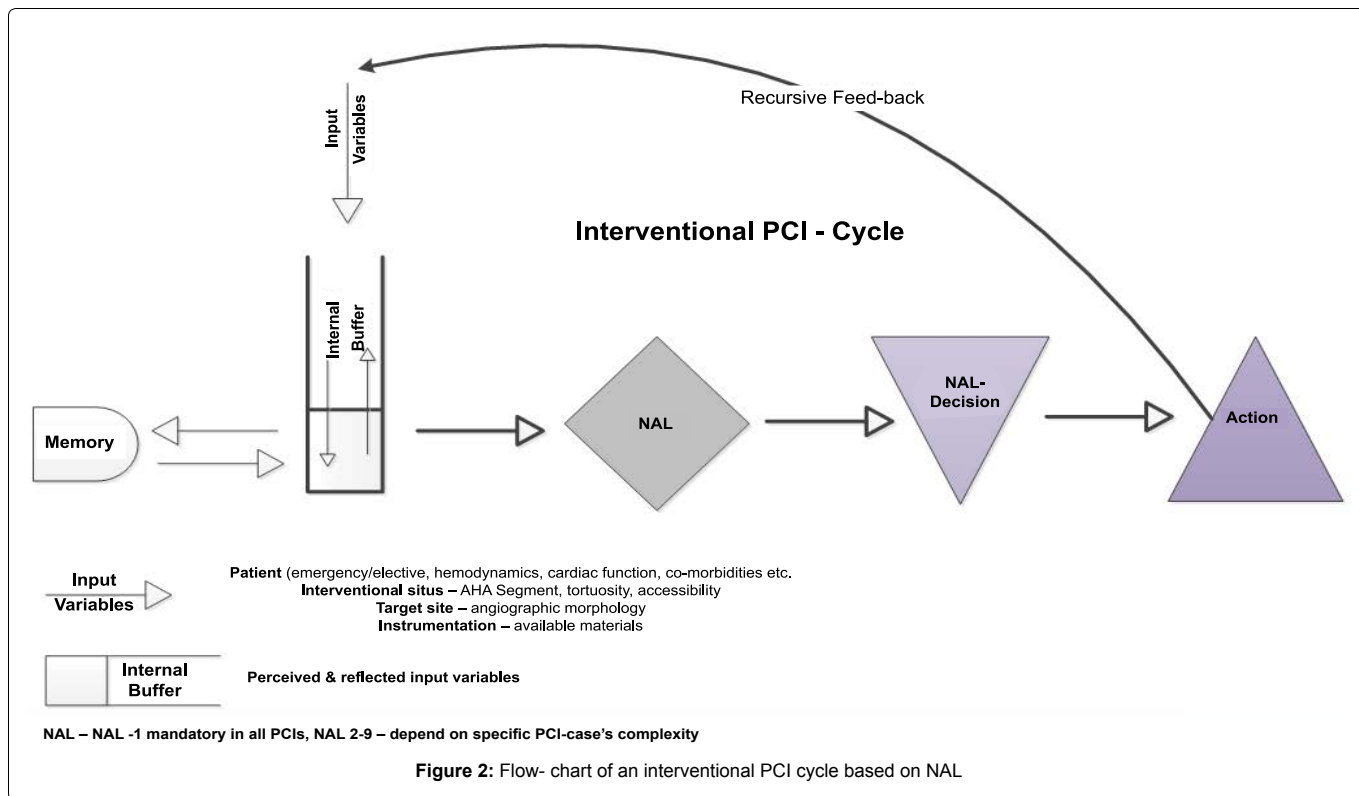 Recursive Feed-back
Input
Variables
Interventional PCI - Cycle
Internal
Buffer
Memory
NAL
NAL-
Decision
Action
Input
Variables
Patient (emergency/elective, hemodynamics, cardiac function, co-morbidities etc.
Interventional situs – AHA Segment, tortuosity, accessibility
Target site – angiographic morphology
Instrumentation – available materials
Internal
Buffer
Perceived & reflected input variables
NAL – NAL -1 mandatory in all PCIs, NAL 2-9 – depend on specific PCI-case's complexity
Figure 2: Flow- chart of an interventional PCI cycle based on NAL